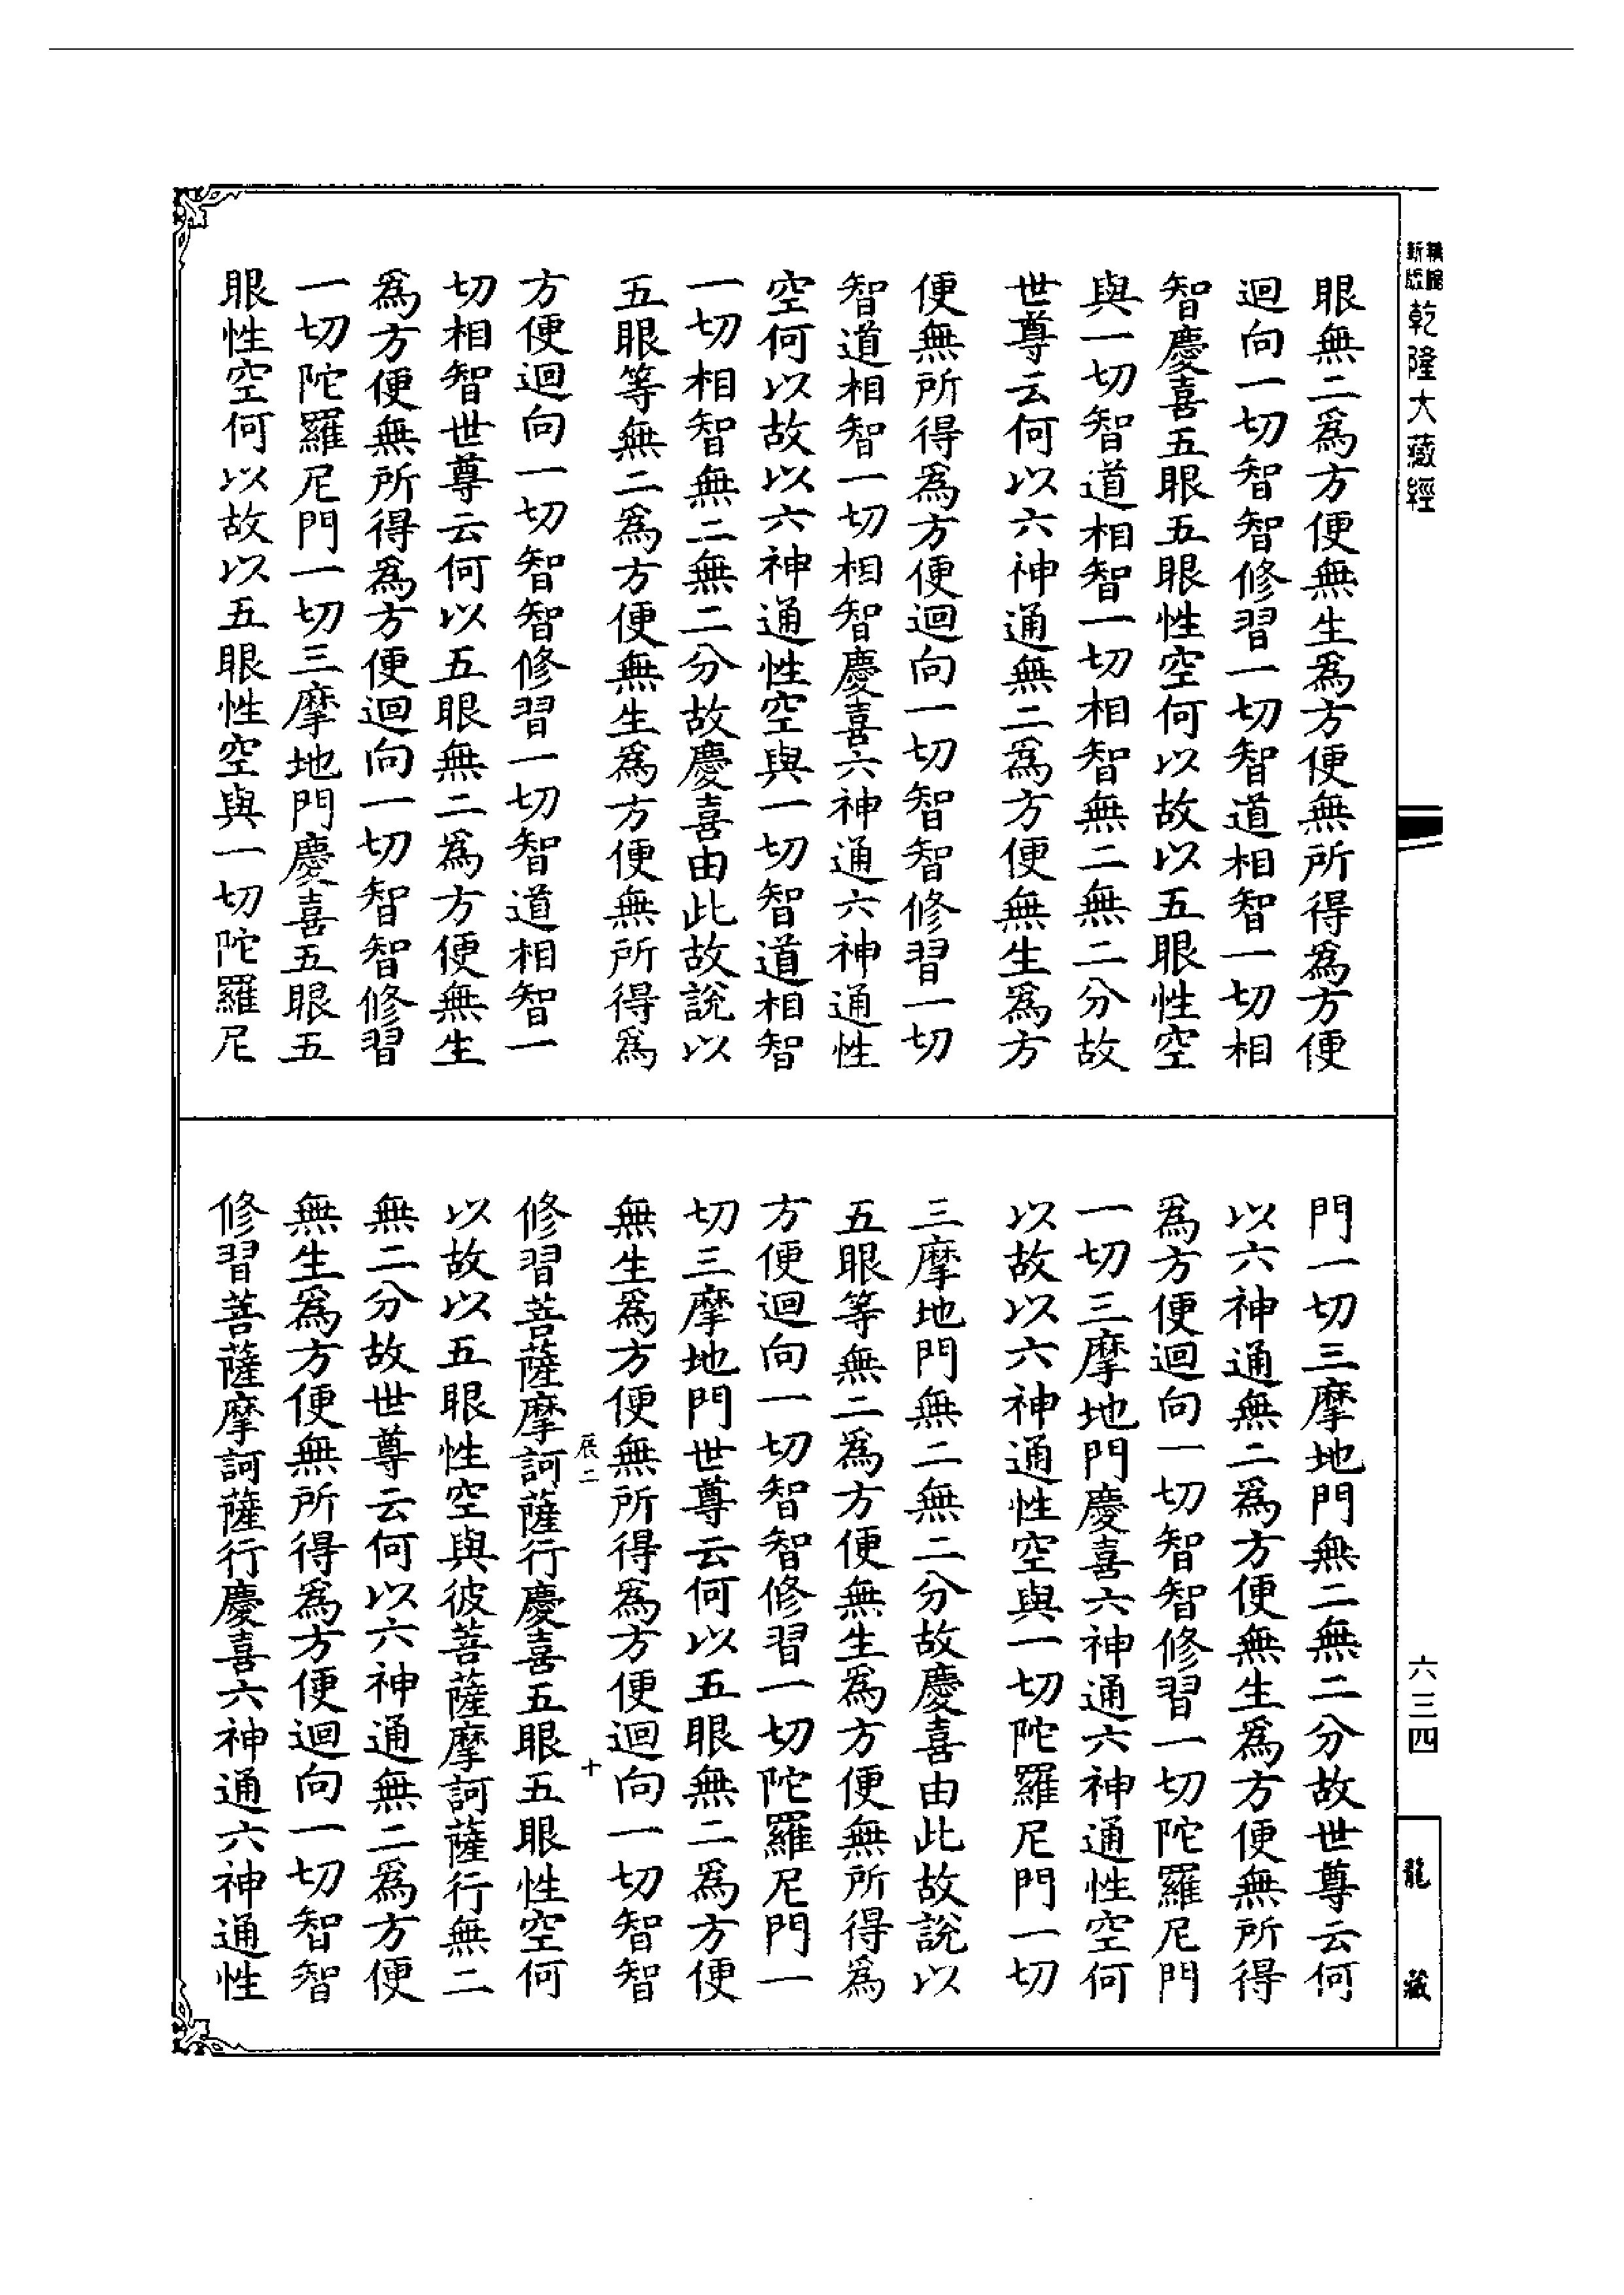 乾隆大藏經
眼無二爲方便無生爲方便無所得爲方便
迴向一切智智修習一切智道相智一切相
智慶喜五眼五眼性空何以故以五眼性空
與一切智道相智一切相智無二無二分故
世尊云何以六神通無二爲方便無生爲方
便無所得爲方便迴向一切智智修習一切
智道相智一切相智慶喜六神通六神通性
空何以故以六神通性空與一切智道相智
一切相智無二無二分故慶喜由此故說以
五眼等無二爲方便無生爲方便無所得爲
方便迴向一切智智修習一切智道相智一
切相智世尊云何以五眼無二爲方便無生
爲方便無所得爲方便迴向一切智智修習
一切陀羅尼門一切三摩地門慶喜五眼五
眼性空何以故以五眼性空與一切陀羅尼
門一切三摩地門無二無二分故世尊云何
以六神通無二爲方便無生爲方便無所得
爲方便迴向一切智智修習一切陀羅尼門
一切三摩地門慶喜六神通六神通性空何
以故以六神通性空與一切陀羅尼門一切
三摩地門無二無二分故慶喜由此故說以
五眼等無二爲方便無生爲方便無所得爲
方便迴向一切智智修習一切陀羅尼門一
切三摩地門世尊云何以五眼無二爲方便
無生爲方便無所得爲方便迴向一切智智
修習菩薩摩訶薩行慶喜五眼五眼性空何
以故以五眼性空與彼菩薩摩訶薩行無二
無二分故世尊云何以六神通無二爲方便
無生爲方便無所得爲方便迴向一切智智
修習菩薩摩訶薩行慶喜六神通六神通性
六三四
龍藏